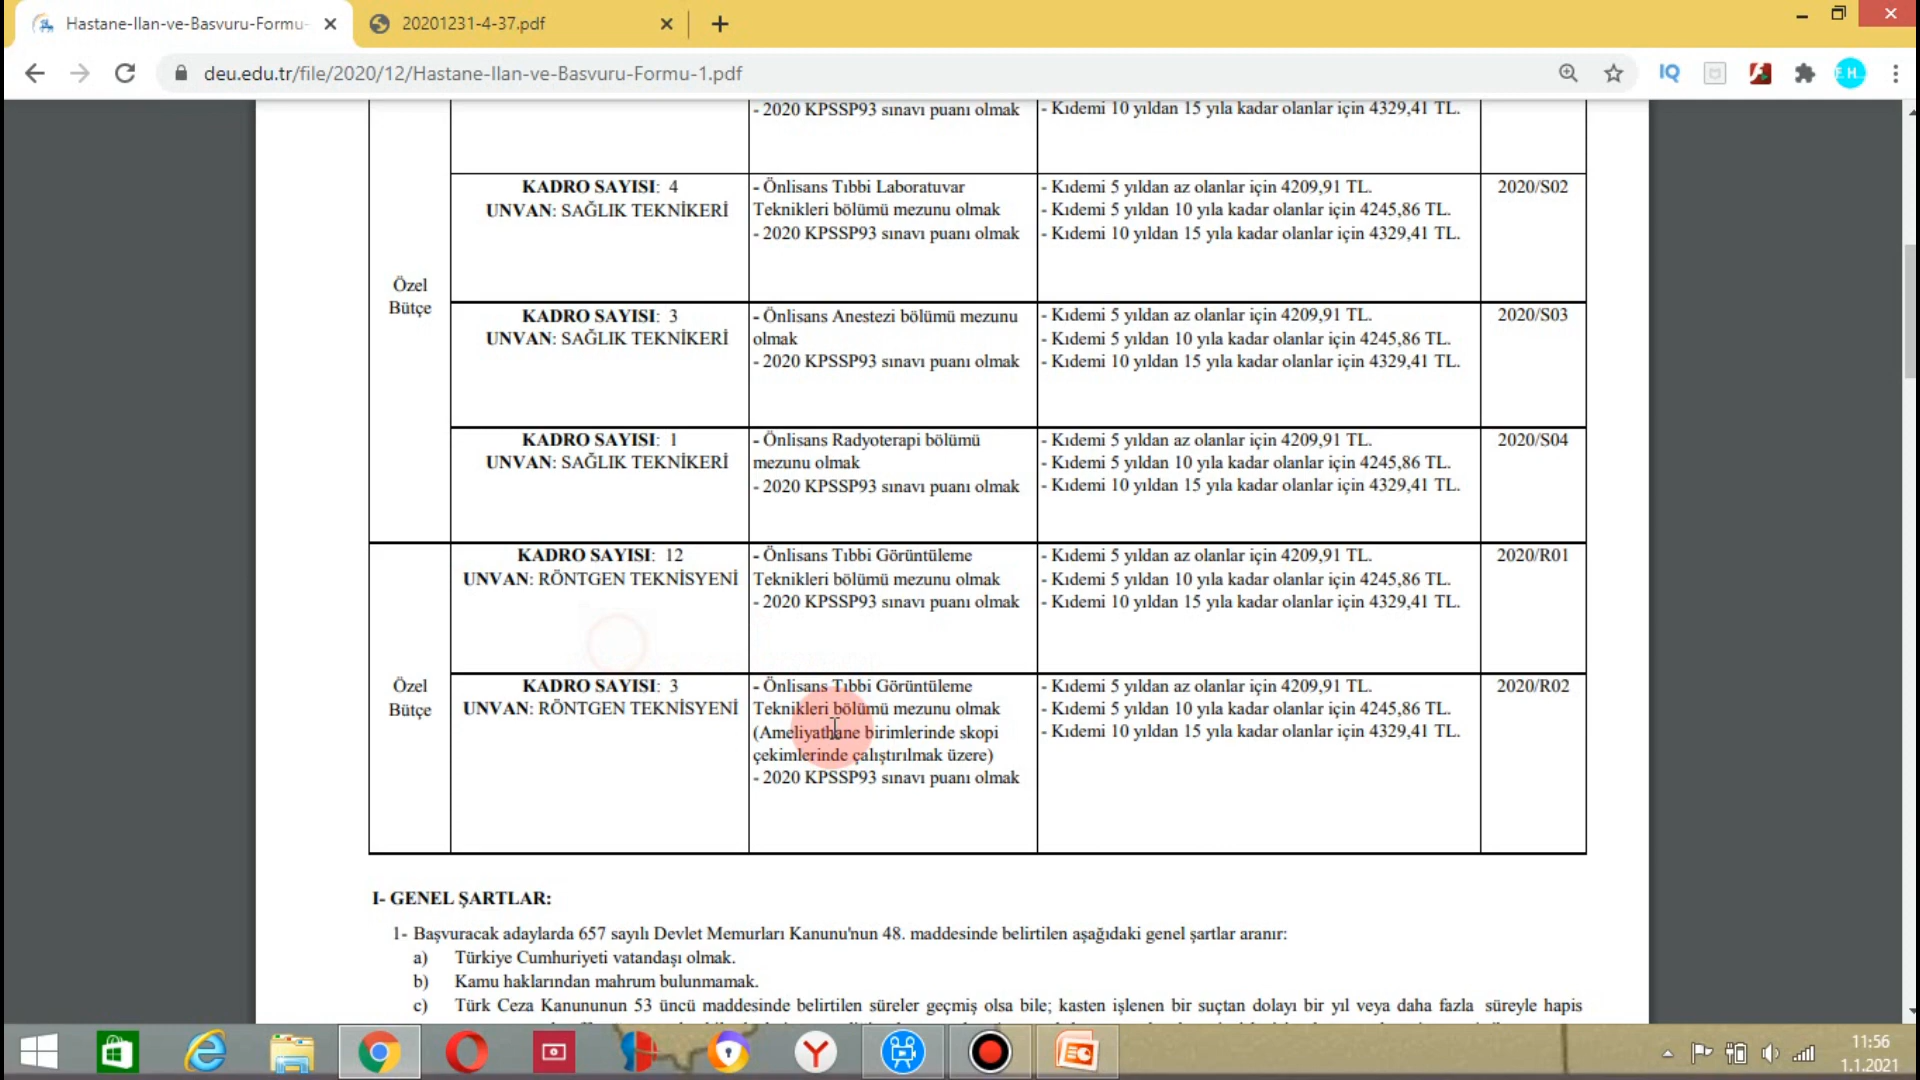 Hastane-Ilan-ve-Basvuru-Formu-
20201231-4-37.pdf
deu.edu.tr/file/2020/12/Hastane-Ilan-ve-Basvuru-Formu-1.pdf
IQ
E H..
- 2020 KPSSP93 sınavı puanı olmak
- Kıdemi 10 yıldan 15 yıla kadar olanlar için 4329,41 TL.
Özel
Bütçe
KADRO SAYISI: 4
UNVAN: SAĞLIK TEKNİKERİ
- Önlisans Tıbbi Laboratuvar
Teknikleri bölümü mezunu olmak
- 2020 KPSSP93 sınavı puanı olmak
- Kıdemi 5 yıldan az olanlar için 4209,91 TL.
- Kıdemi 5 yıldan 10 yıla kadar olanlar için 4245,86 TL.
- Kıdemi 10 yıldan 15 yıla kadar olanlar için 4329,41 TL.
2020/S02
KADRO SAYISI: 3
UNVAN: SAĞLIK TEKNİKERİ
- Önlisans Anestezi bölümü mezunu
olmak
- 2020 KPSSP93 sınavı puanı olmak
- Kıdemi 5 yıldan az olanlar için 4209,91 TL.
- Kıdemi 5 yıldan 10 yıla kadar olanlar için 4245,86 TL.
- Kıdemi 10 yıldan 15 yıla kadar olanlar için 4329,41 TL.
2020/S03
KADRO SAYISI: 1
UNVAN: SAĞLIK TEKNİKERİ
- Önlisans Radyoterapi bölümü
mezunu olmak
- 2020 KPSSP93 sınavı puanı olmak
- Kıdemi 5 yıldan az olanlar için 4209,91 TL.
- Kıdemi 5 yıldan 10 yıla kadar olanlar için 4245,86 TL.
- Kıdemi 10 yıldan 15 yıla kadar olanlar için 4329,41 TL.
2020/S04
Özel
Bütçe
KADRO SAYISI: 12
UNVAN: RÖNTGEN TEKNİSYENİ
- Önlisans Tıbbi Görüntüleme
Teknikleri bölümü mezunu olmak
- 2020 KPSSP93 sınavı puanı olmak
- Kıdemi 5 yıldan az olanlar için 4209,91 TL.
- Kıdemi 5 yıldan 10 yıla kadar olanlar için 4245,86 TL.
- Kıdemi 10 yıldan 15 yıla kadar olanlar için 4329,41 TL.
2020/R01
KADRO SAYISI: 3
UNVAN: RÖNTGEN TEKNİSYENİ
- Önlisans Tıbbi Görüntüleme
Teknikleri bölümü mezunu olmak
(Ameliyathane birimlerinde skopi
çekimlerinde çalıştırılmak üzere)
- 2020 KPSSP93 sınavı puanı olmak
- Kıdemi 5 yıldan az olanlar için 4209,91 TL.
- Kıdemi 5 yıldan 10 yıla kadar olanlar için 4245,86 TL.
- Kıdemi 10 yıldan 15 yıla kadar olanlar için 4329,41 TL.
2020/R02
I- GENEL ŞARTLAR:
1- Başvuracak adaylarda 657 sayılı Devlet Memurları Kanunu'nun 48. maddesinde belirtilen aşağıdaki genel şartlar aranır:
a) Türkiye Cumhuriyeti vatandaşı olmak.
b) Kamu haklarından mahrum bulunmamak.
c) Türk Ceza Kanununun 53 üncü maddesinde belirtilen süreler geçmiş olsa bile; kasten işlenen bir suçtan dolayı bir yıl veya daha fazla süreyle hapis
11:56
1.1.2021